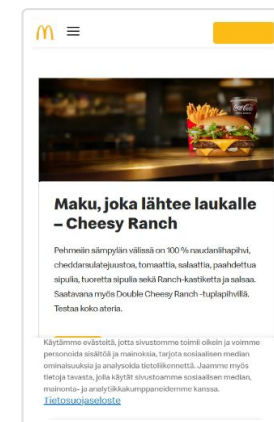 Maku, joka lähtee laukalle
– Cheesy Ranch
Pehmeiin sämpylän välissä on 100 % naudanlihapihvi,
cheddarsulatejuustoa, tomaattia, salaattia, paahdettua
sipulia, tuoretta sipulia sekä Ranch-kastiketta ja salsaa.
Saatavana myös Double Cheesy Ranch -tuplapihvillä.
Testaa koko ateria.
Käytämme evästeitä, jotta sivustomme toimii oikein ja voimme
personoida sisältöä ja mainoksia, tarjota sosiaalisen median
ominaisuuksia ja analysoida tietoliikennettä. Jaamme myös
tietoja tavasta, jolla käytät sivustoamme sosiaalisen median,
mainonta- ja analytiikkakumppaneidemme kanssa.
Tietosuojaseloste